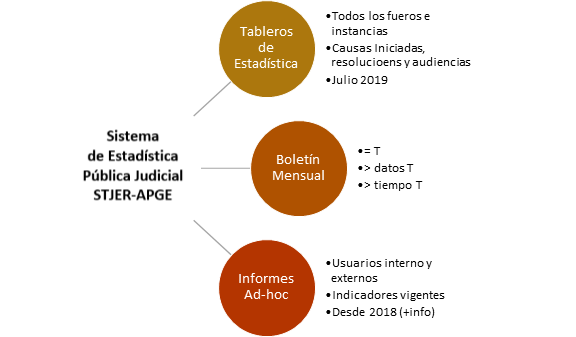 Sistema
de Estadística
Pública Judicial
STJER-APGE
Tableros
de
Estadística
•Todos los fueros e
instancias
•Causas Iniciadas,
resolucioens y audiencias
•Julio 2019
Boletín
Mensual
•= T
•> datos T
•> tiempo T
Informes
Ad-hoc
•Usuarios interno y
externos
•Indicadores vigentes
•Desde 2018 (+info)